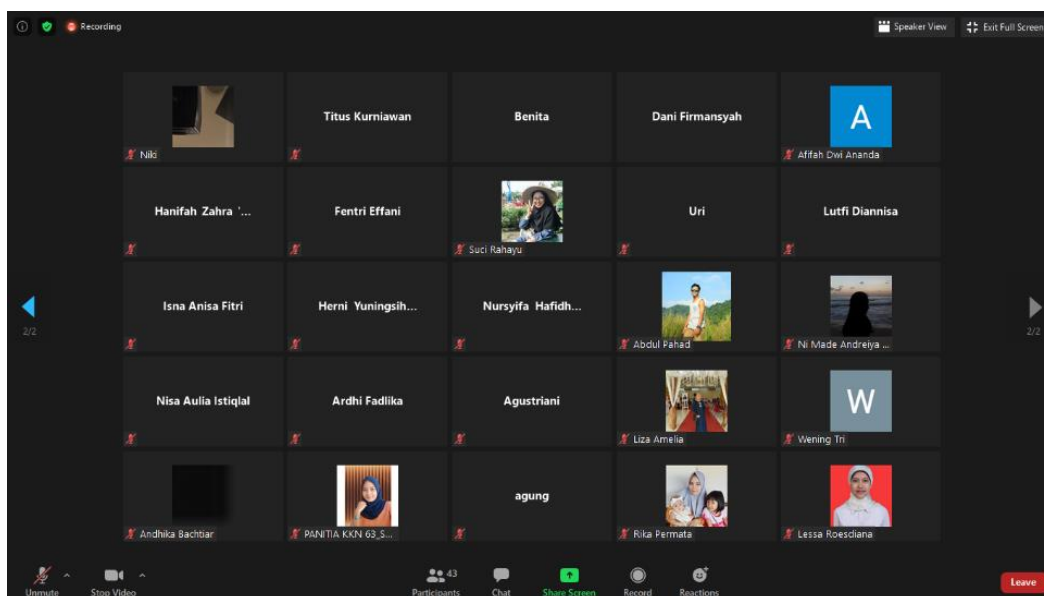 Recording
Speaker View
Exit Full Screen
Niki
Titus Kurniawan
Benita
Dani Firmansyah
A
Afifah Dwi Ananda
Hanifah Zahra '...
Fentri Effani
Suci Rahayu
Uri
Lutfi Diannisa
Isna Anisa Fitri
Herni Yuningsih...
Nursyifa Hafidh...
Abdul Pahad
Ni Made Andreiya ...
2/2
2/2
Nisa Aulia Istiqlal
Ardhi Fadlika
Agustriani
Liza Amelia
W
Wening Tri
Andhika Bachtiar
PANITIA KKN 63_S...
agung
Rika Permata
Lessa Roesdiana
Unmute
Stop Video
43
Participants
Chat
Share Screen
Record
Reactions
Leave